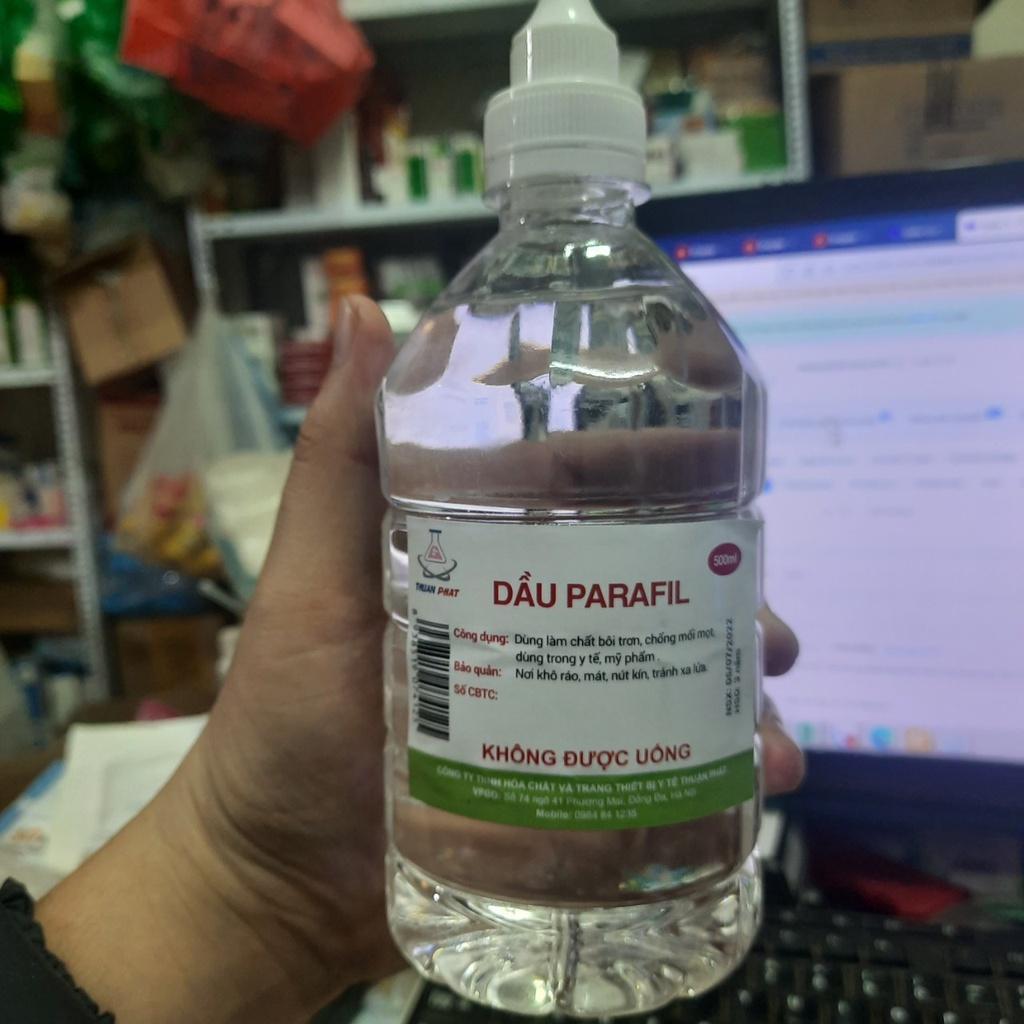 THUAN PHAT
500ml
DẦU PARAFIL
Công dụng: Dùng làm chất bôi trơn, chống mối mọt,
dùng trong y tế, mỹ phẩm.
Bảo quản: Nơi khô ráo, mát, nút kín, tránh xa lửa.
Số CBTC:
NSX: 06/07/2022
HSD: 3 năm
KHÔNG ĐƯỢC UỐNG
CÔNG TY TNHH HÓA CHẤT VÀ TRANG THIẾT BỊ Y TẾ THUẬN PHÁT
VPGD: Số 74 ngõ 41 Phương Mai, Đống Đa, Hà Nội
Mobile: 0984 84 1235